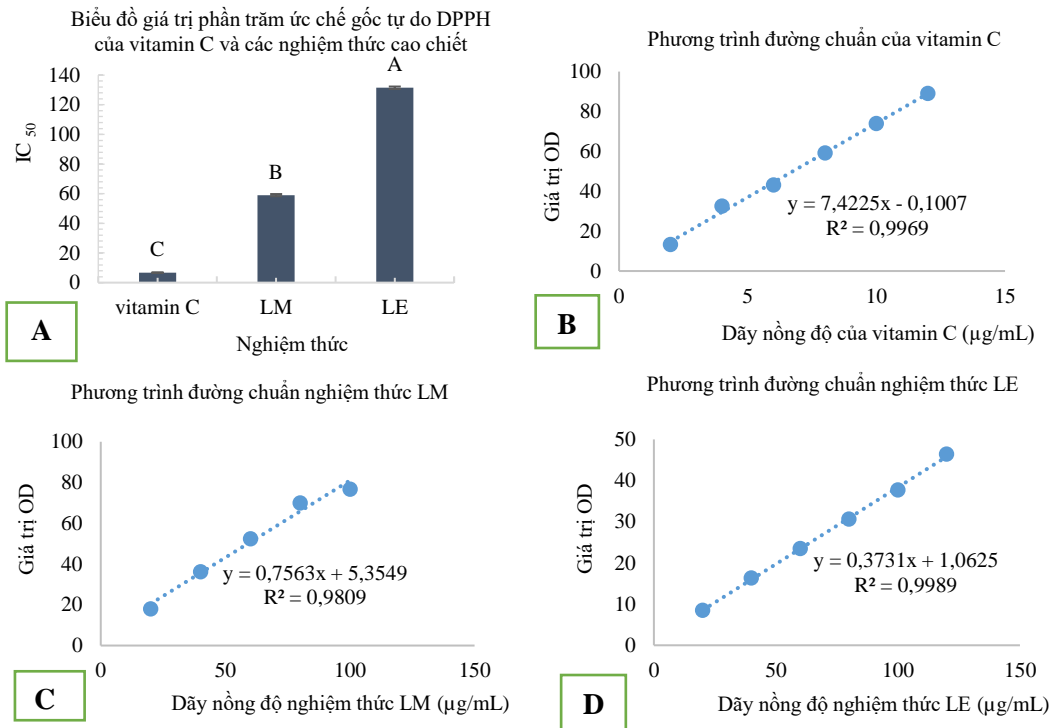 Biểu đồ giá trị phần trăm ức chế gốc tự do DPPH
của vitamin C và các nghiệm thức cao chiết
140
120
100
80
60
40
20
0
IC 50
C
B
A
vitamin C
LM
LE
Nghiệm thức
A
Phương trình đường chuẩn của vitamin C
100
80
60
40
20
0
Giá trị OD
y = 7,4225x - 0,1007
R² = 0,9969
0
5
10
15
Dãy nồng độ của vitamin C (µg/mL)
B
Phương trình đường chuẩn nghiệm thức LM
100
80
60
40
20
0
Giá trị OD
y = 0,7563x + 5,3549
R² = 0,9809
0
50
100
150
Dãy nồng độ nghiệm thức LM (µg/mL)
C
Phương trình đường chuẩn nghiệm thức LE
50
40
30
20
10
0
Giá trị OD
y = 0,3731x + 1,0625
R² = 0,9989
0
50
100
150
Dãy nồng độ nghiệm thức LE (µg/mL)
D